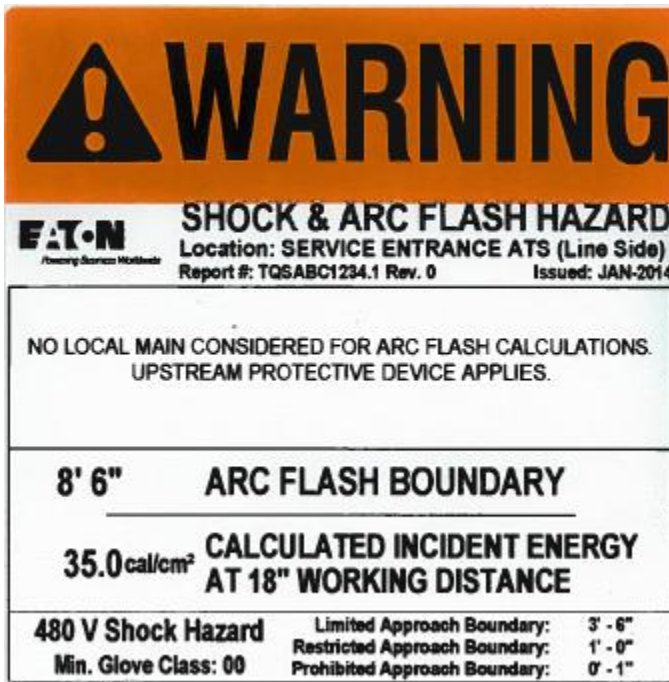 WARNING
EATON
Powering Business Worldwide
SHOCK & ARC FLASH HAZARD
Location: SERVICE ENTRANCE ATS (Line Side)
Report #: TQSABC1234.1 Rev. 0 Issued: JAN-2014
NO LOCAL MAIN CONSIDERED FOR ARC FLASH CALCULATIONS.
UPSTREAM PROTECTIVE DEVICE APPLIES.
8' 6" ARC FLASH BOUNDARY
35.0 cal/cm² CALCULATED INCIDENT ENERGY
AT 18" WORKING DISTANCE
480 V Shock Hazard
Min. Glove Class: 00
Limited Approach Boundary: 3' - 6"
Restricted Approach Boundary: 1' - 0"
Prohibited Approach Boundary: 0' - 1"